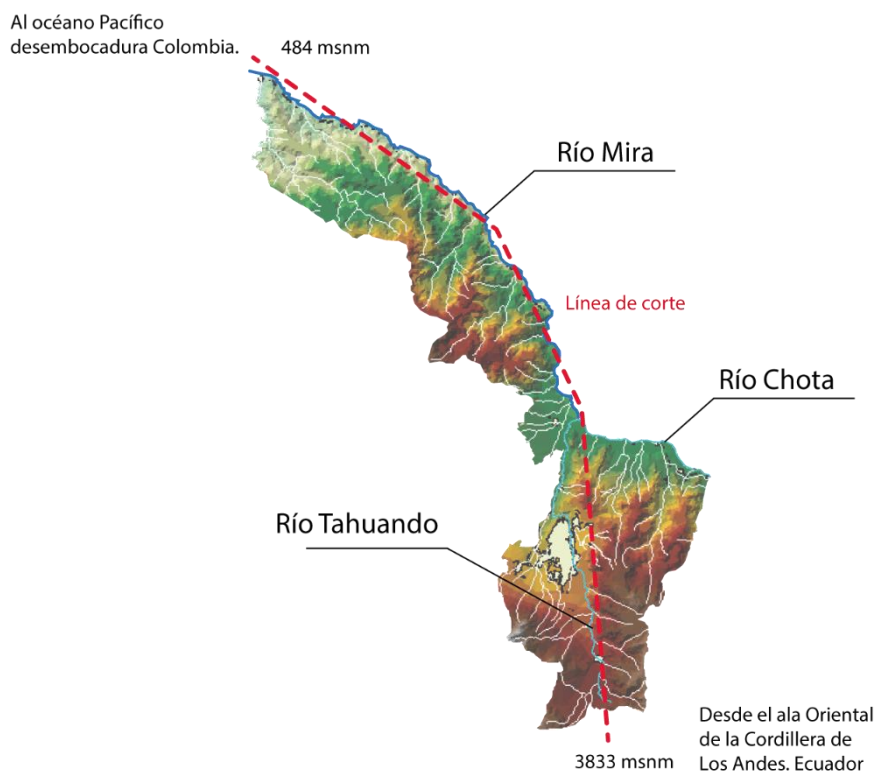 Al océano Pacífico
desembocadura Colombia.
484 msnm
Río Mira
Línea de corte
Río Chota
Río Tahuando
Desde el ala Oriental
de la Cordillera de
Los Andes. Ecuador
3833 msnm